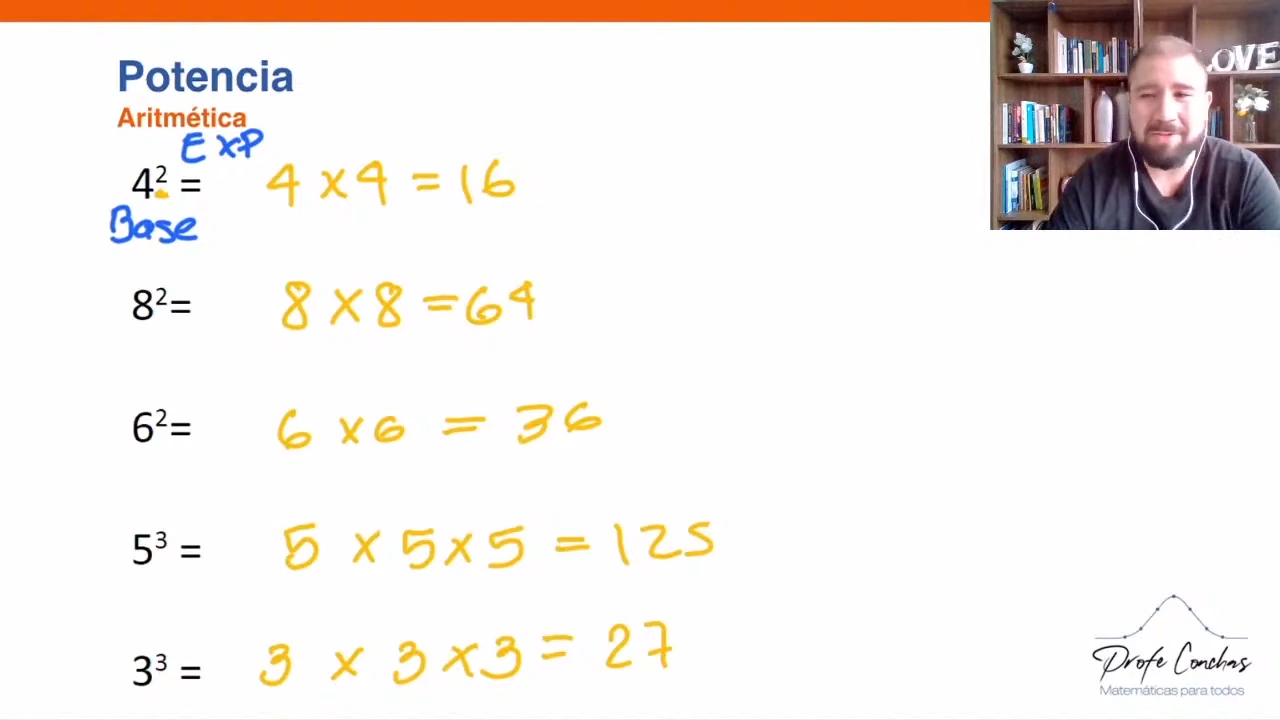 Potencia
Aritmética
Exp
4² = 4 x 4 = 16
Base
8²= 8 x 8 = 64
6²= 6 x 6 = 36
5³ = 5 x 5 x 5 = 125
3³ = 3 x 3 x 3 = 27
LOVE
Profe Conchas
Matemáticas para todos